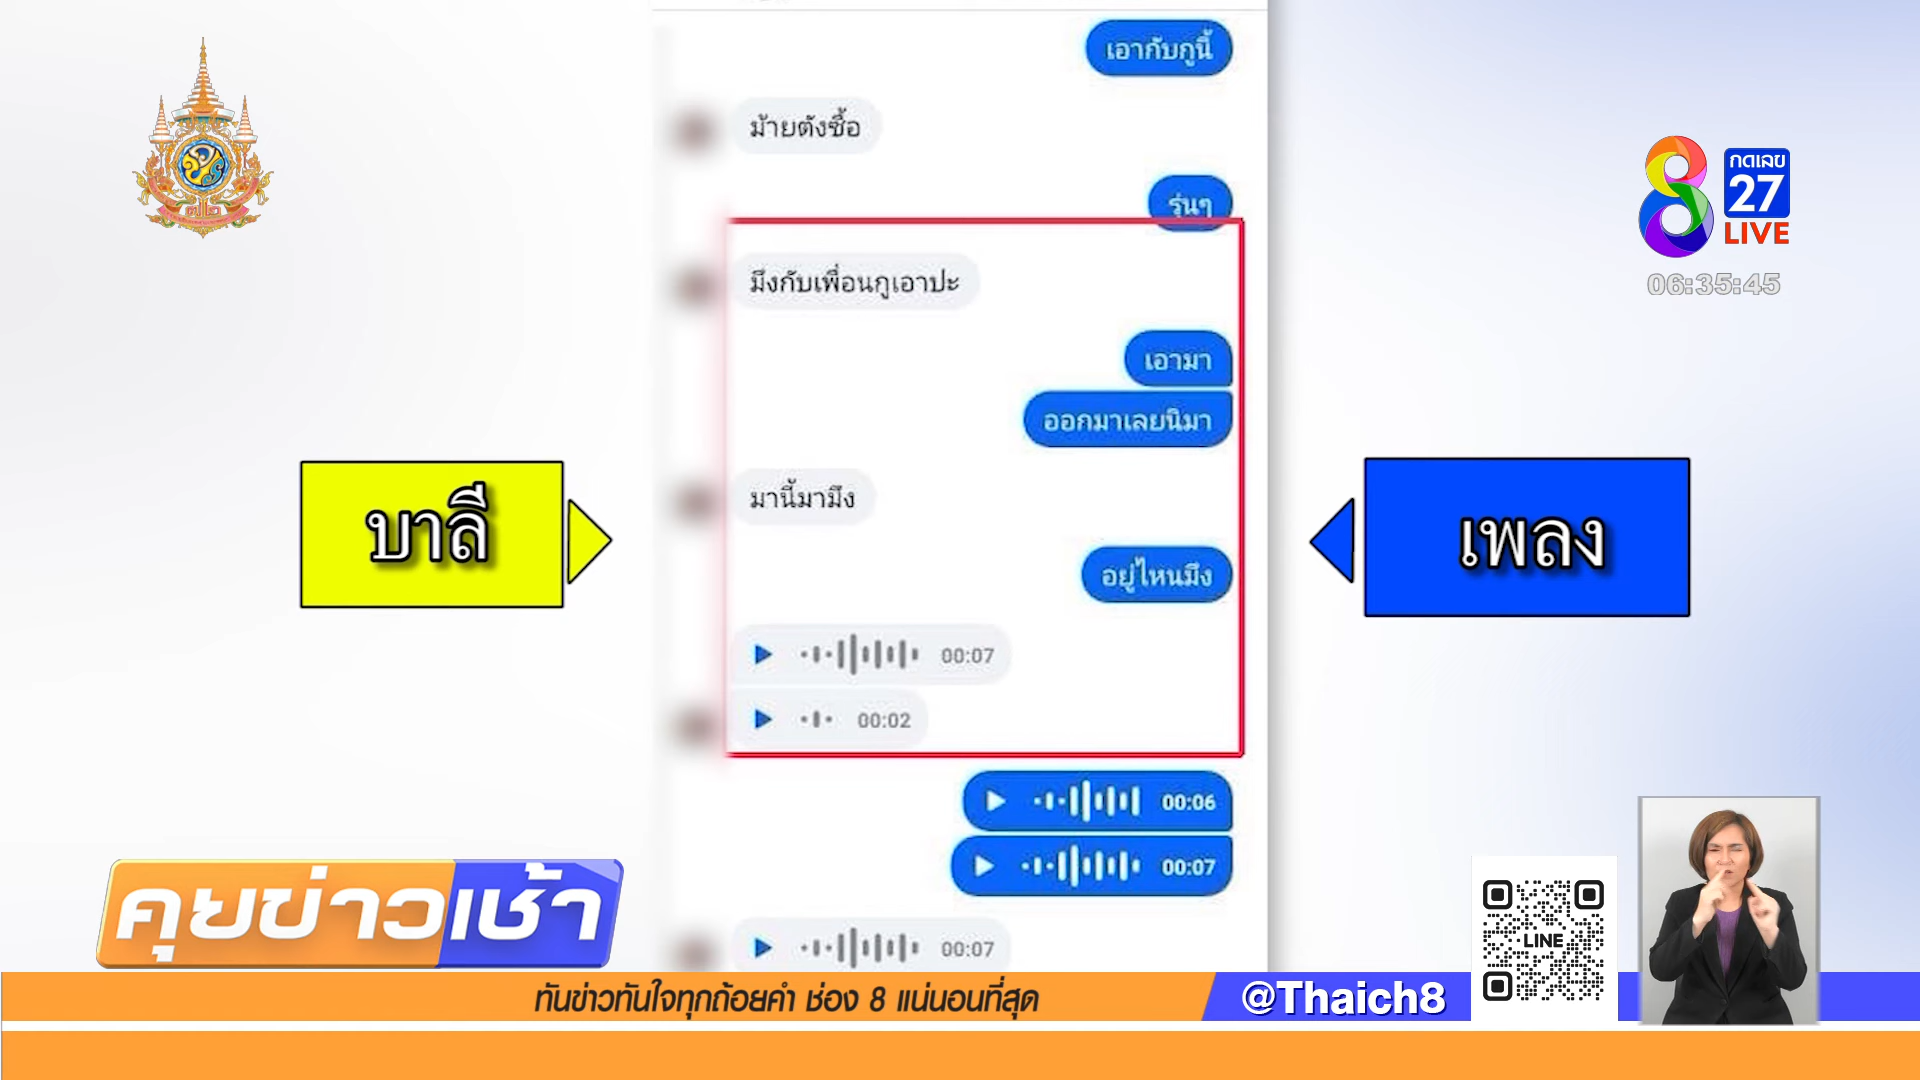 เอากับกูนี้
ม้ายตังซื้อ
รุ่นๆ
กดเลข
27
LIVE
06:35:45
มึงกับเพื่อนกูเอาปะ
เอามา
ออกมาเลยนิมา
มานี้มามึง
บาลี
เพลง
อยู่ไหนมึง
00:07
00:02
00:06
00:07
00:07
คุยข่าวเช้า
LINE
ทันข่าวทันใจทุกถ้อยคำ ช่อง 8 แน่นอนที่สุด
@Thaich8